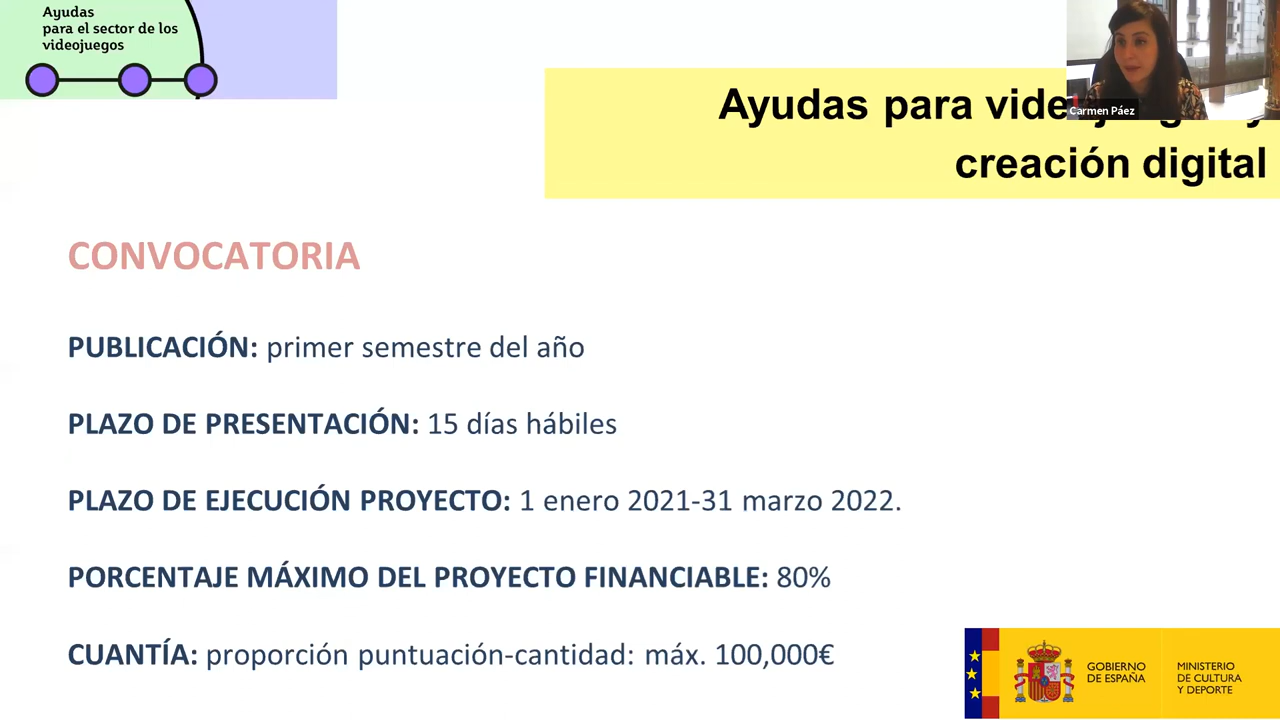 Ayudas
para el sector de los
videojuegos
Carmen Páez
Ayudas para
creación digital
CONVOCATORIA
PUBLICACIÓN: primer semestre del año
PLAZO DE PRESENTACIÓN: 15 días hábiles
PLAZO DE EJECUCIÓN PROYECTO: 1 enero 2021-31 marzo 2022.
PORCENTAJE MÁXIMO DEL PROYECTO FINANCIABLE: 80%
CUANTÍA: proporción puntuación-cantidad: máx. 100,000€
GOBIERNO
DE ESPAÑA
MINISTERIO
DE CULTURA
Y DEPORTE